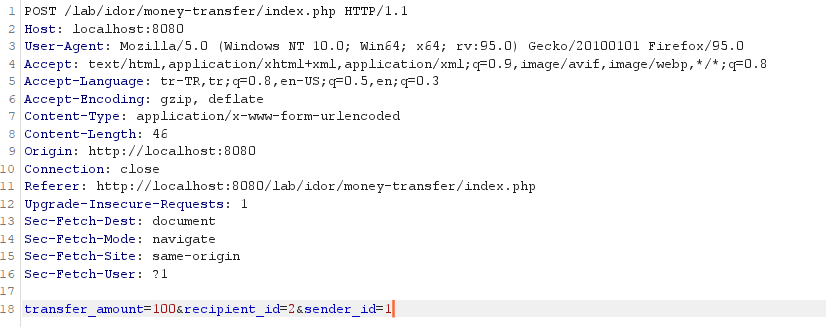 1 POST /lab/idor/money-transfer/index.php HTTP/1.1
2 Host: localhost:8080
3 User-Agent: Mozilla/5.0 (Windows NT 10.0; Win64; x64; rv:95.0) Gecko/20100101 Firefox/95.0
4 Accept: text/html,application/xhtml+xml,application/xml;q=0.9,image/avif,image/webp,*/*;q=0.8
5 Accept-Language: tr-TR,tr;q=0.8,en-US;q=0.5,en;q=0.3
6 Accept-Encoding: gzip, deflate
7 Content-Type: application/x-www-form-urlencoded
8 Content-Length: 46
9 Origin: http://localhost:8080
10 Connection: close
11 Referer: http://localhost:8080/lab/idor/money-transfer/index.php
12 Upgrade-Insecure-Requests: 1
13 Sec-Fetch-Dest: document
14 Sec-Fetch-Mode: navigate
15 Sec-Fetch-Site: same-origin
16 Sec-Fetch-User: ?1
17
18 transfer_amount=100&recipient_id=2&sender_id=1